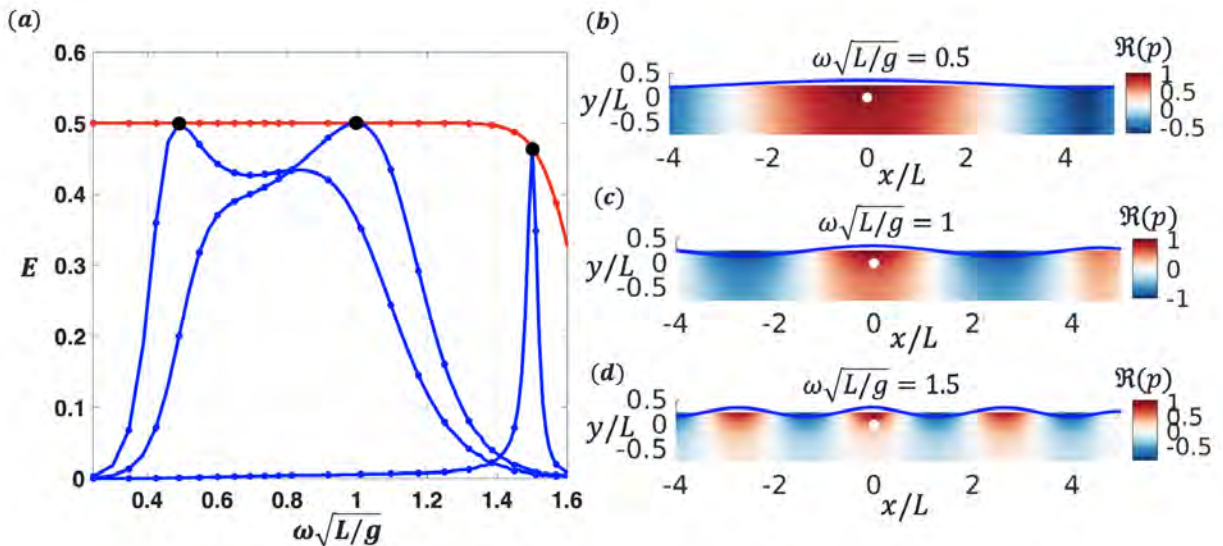 (a)
0.6
0.5
0.4
0.3
0.2
0.1
0
E
0.4 0.6 0.8 1 1.2 1.4 1.6
ω√L/g
(b)
ω√L/g = 0.5
ℜ(p)
y/L
0.5
0
-0.5
-4 -2 0 2 4
x/L
1
0.5
0
-0.5
(c)
ω√L/g = 1
ℜ(p)
y/L
0.5
0
-0.5
-4 -2 0 2 4
x/L
1
0
-1
(d)
ω√L/g = 1.5
ℜ(p)
y/L
0.5
0
-0.5
-4 -2 0 2 4
x/L
1
0.5
0
-0.5